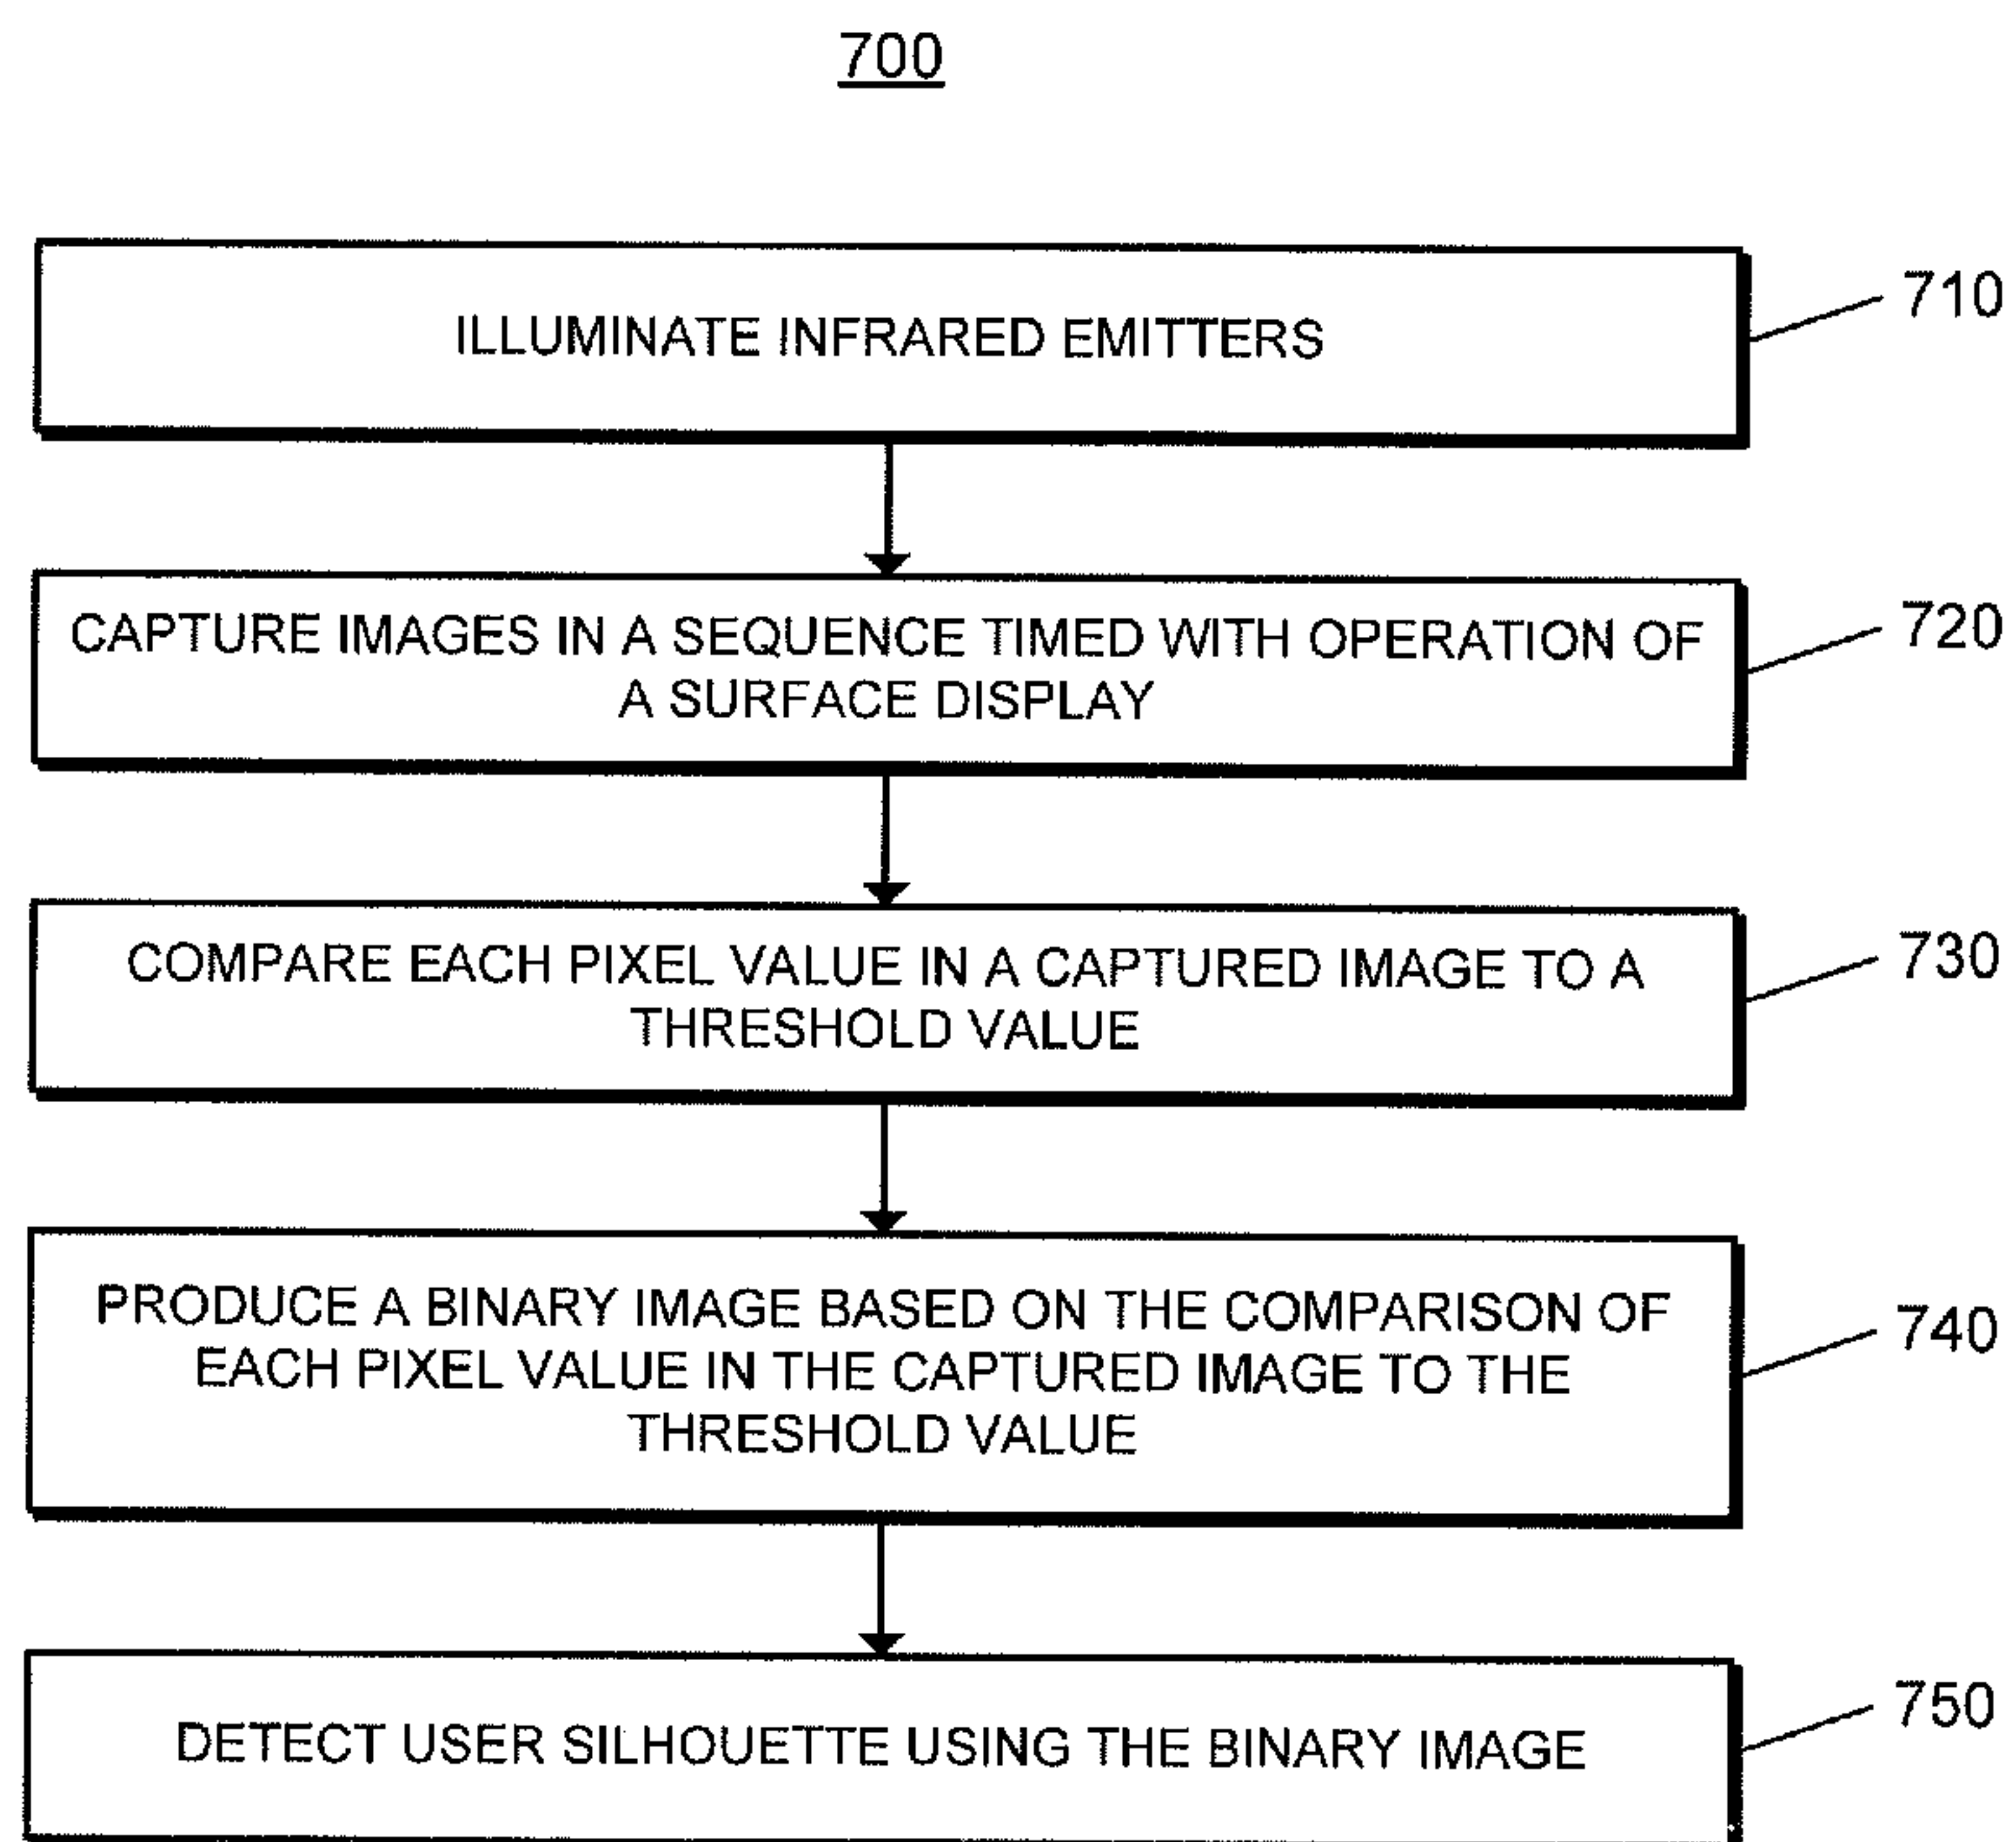 700
ILLUMINATE INFRARED EMITTERS
710
CAPTURE IMAGES IN A SEQUENCE TIMED WITH OPERATION OF
A SURFACE DISPLAY
720
COMPARE EACH PIXEL VALUE IN A CAPTURED IMAGE TO A
THRESHOLD VALUE
730
PRODUCE A BINARY IMAGE BASED ON THE COMPARISON OF
EACH PIXEL VALUE IN THE CAPTURED IMAGE TO THE
THRESHOLD VALUE
740
DETECT USER SILHOUETTE USING THE BINARY IMAGE
750